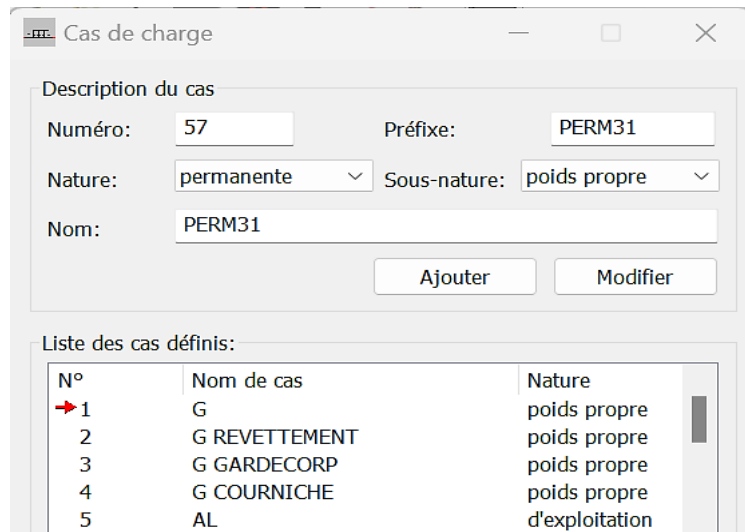 Cas de charge
Description du cas
Numéro: 57 Préfixe: PERM31
Nature: permanente Sous-nature: poids propre
Nom: PERM31
Ajouter Modifier
Liste des cas définis:
N° Nom de cas Nature
1 G poids propre
2 G REVETTEMENT poids propre
3 G GARDECORP poids propre
4 G COURNICHE poids propre
5 AL d'exploitation